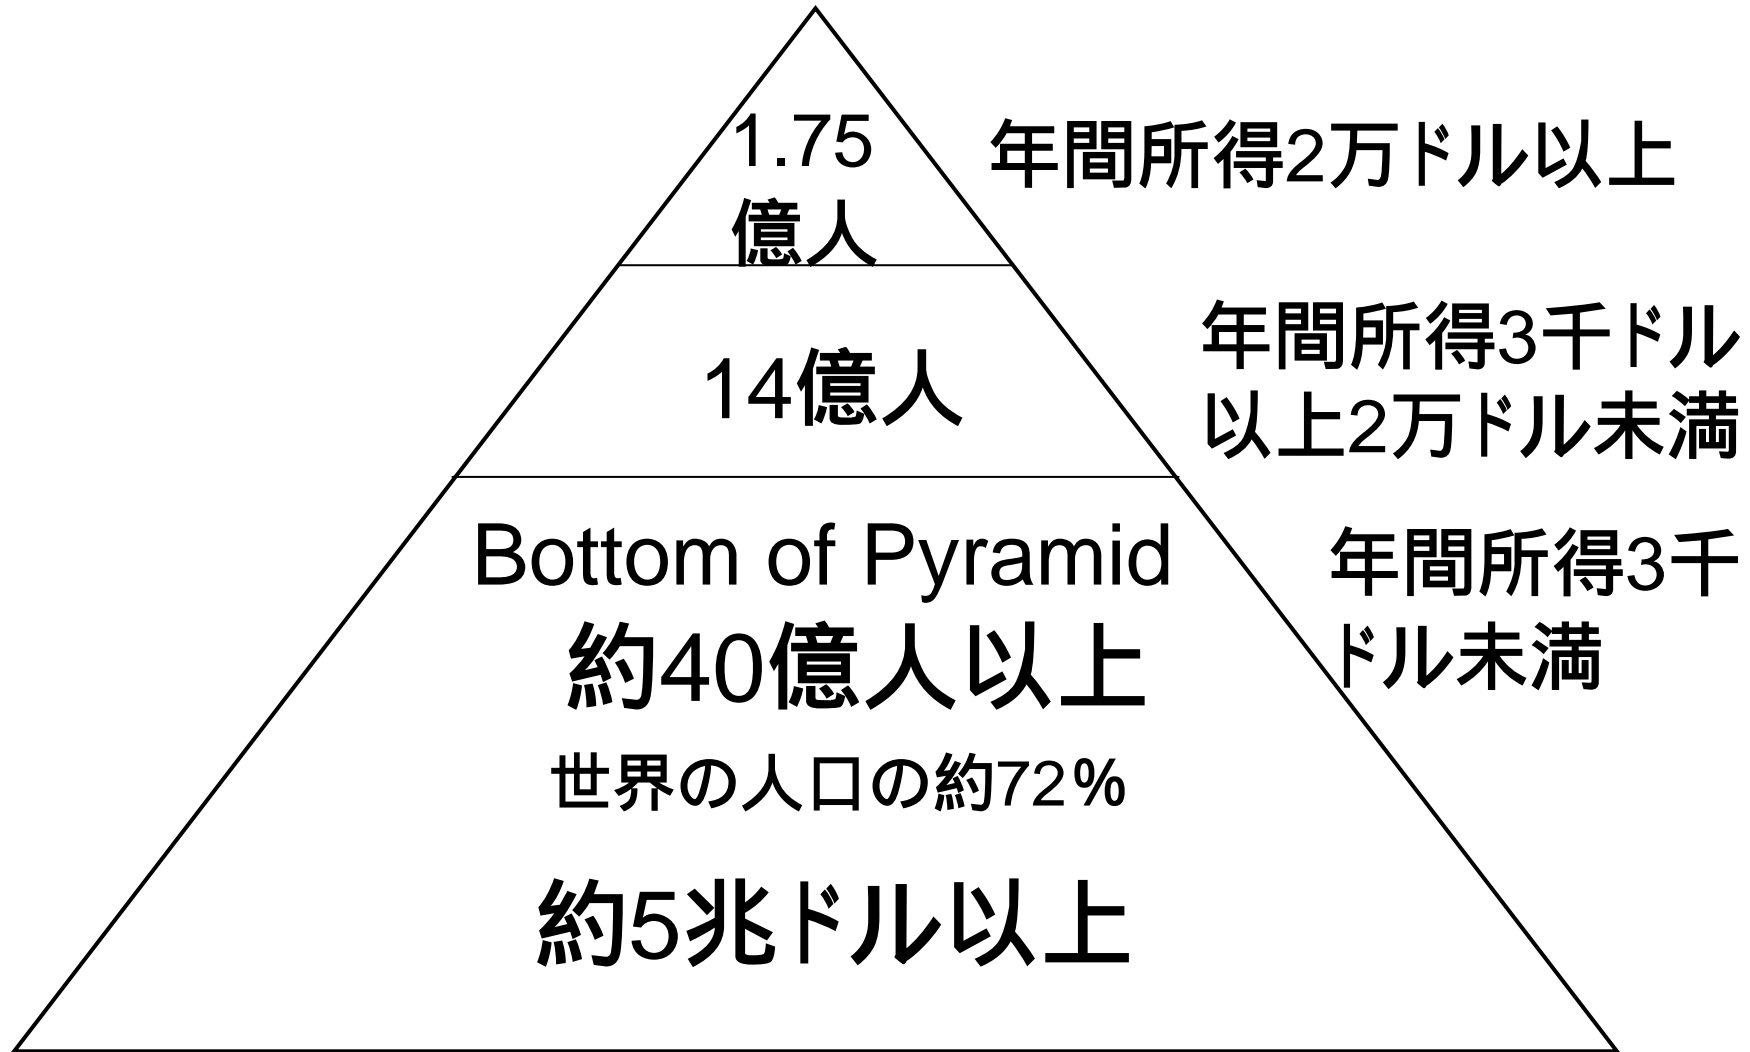 1.75
億人
年間所得2万ドル以上
14億人
年間所得3千ドル
以上2万ドル未満
Bottom of Pyramid
約40億人以上
世界の人口の約72％
約5兆ドル以上
年間所得3千
ドル未満